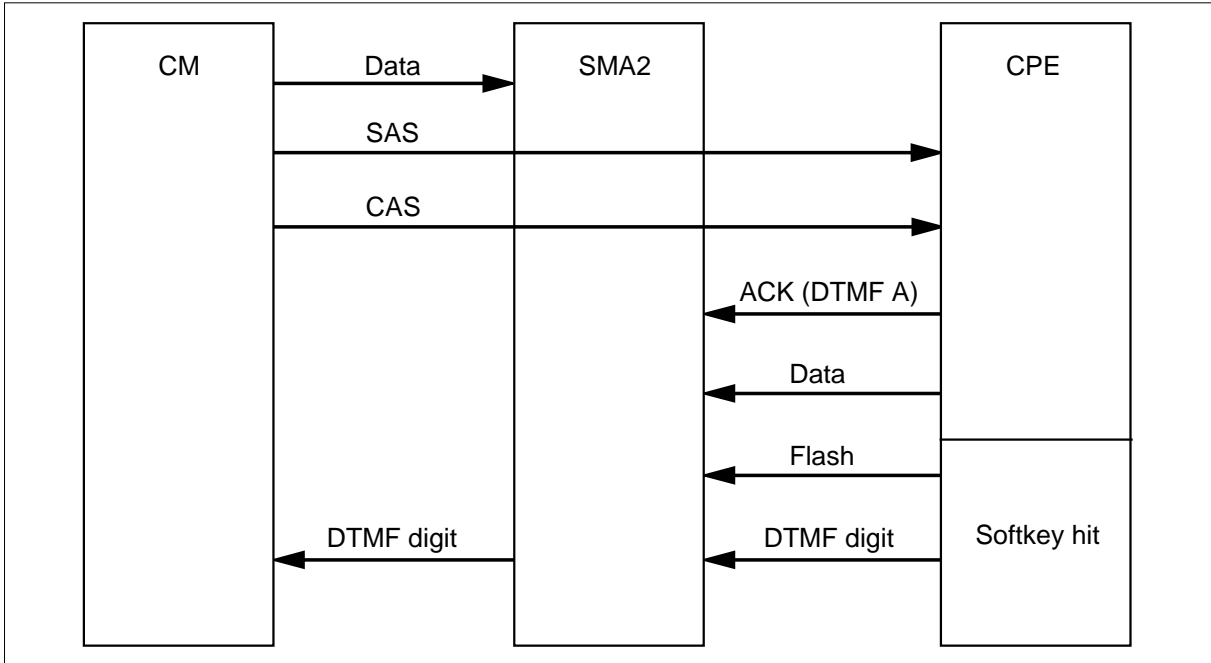 CM
Data
SMA2
CPE
SAS
CAS
ACK (DTMF A)
Data
Flash
Softkey hit
DTMF digit
DTMF digit